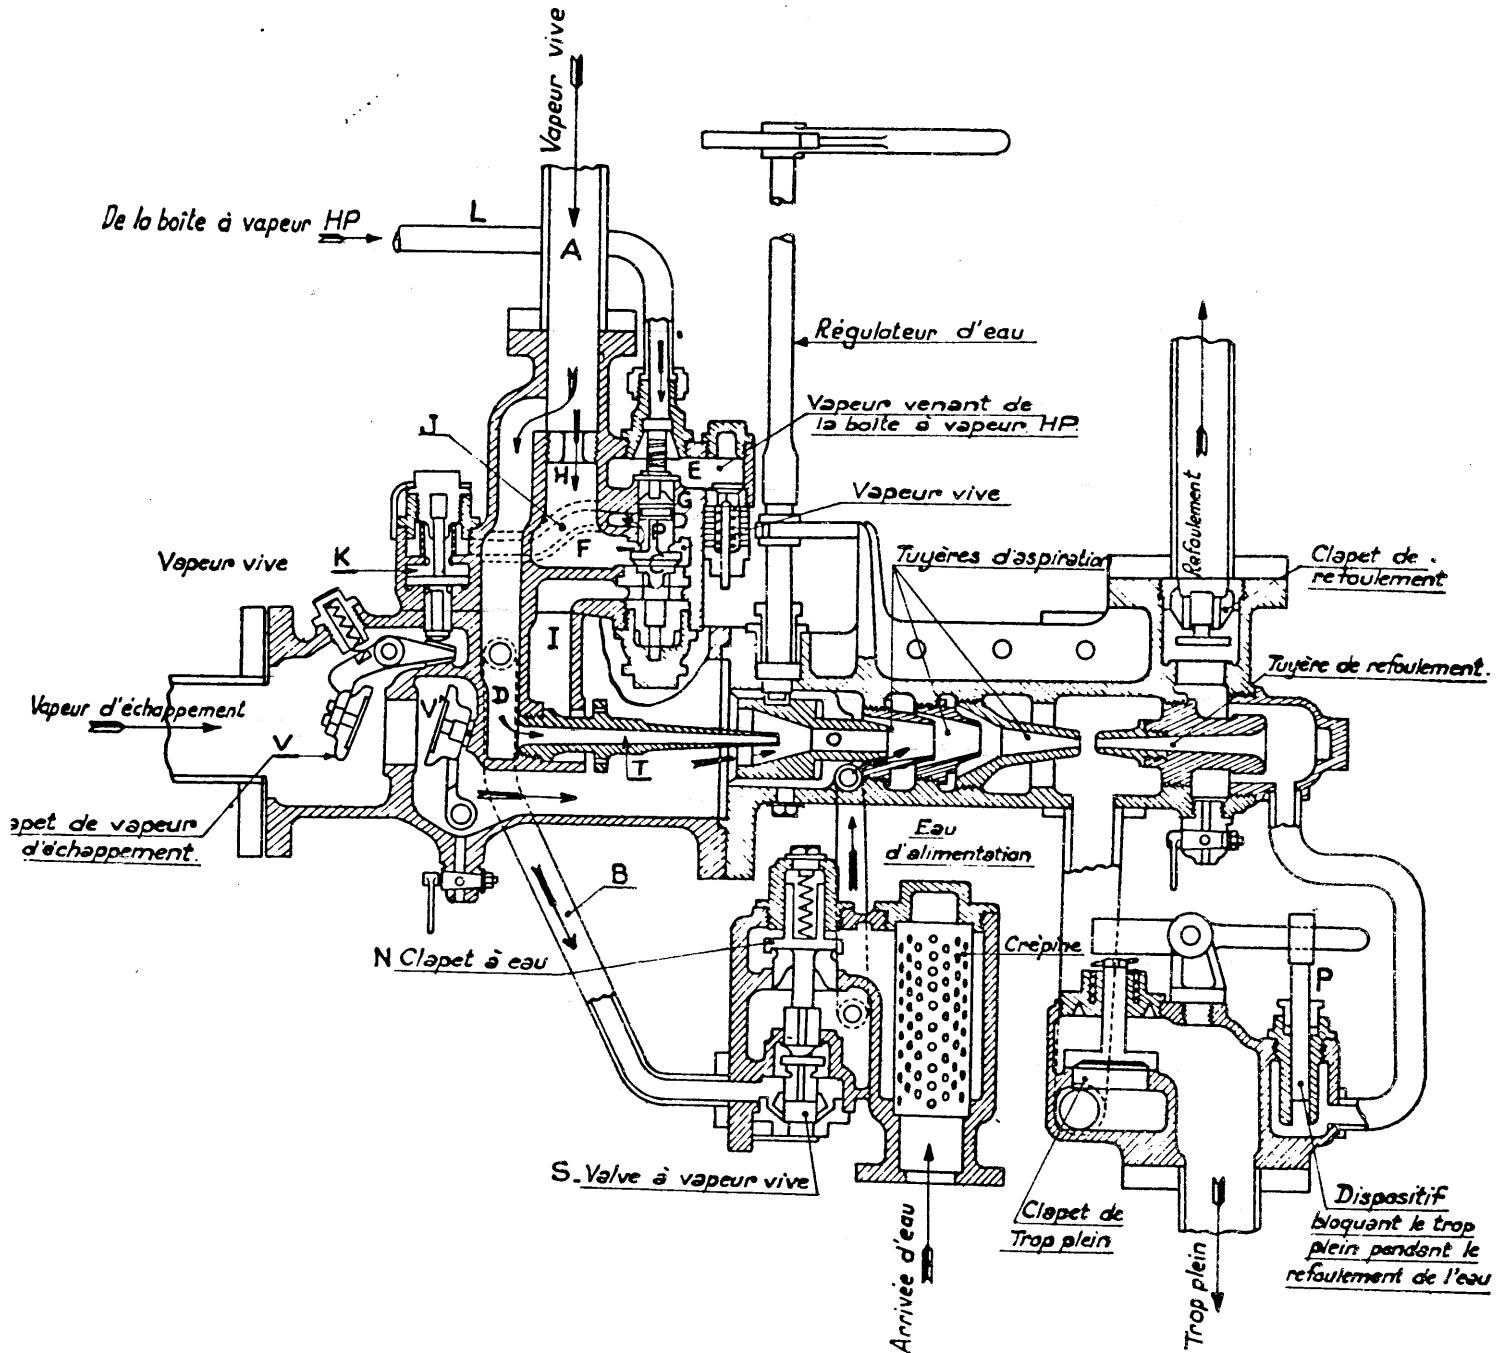 Vapeur vive
De la boîte à vapeur HP
L
A
Régulateur d'eau
Vapeur venant de
la boîte à vapeur HP
J
H
E
G
Vapeur vive
P
F
Tuyères d'aspiration
Refoulement
Clapet de
refoulement
Vapeur vive
K
I
Tuyère de refoulement.
D
V'
Vapeur d'échappement
V
T
apet de vapeur
d'échappement.
Eau
d'alimentation
B
N Clapet à eau
Crépine
P
S_Valve à vapeur vive
Clapet de
Trop plein
Dispositif
bloquant le trop
plein pendant le
refoulement de l'eau
Arrivée d'eau
Trop plein